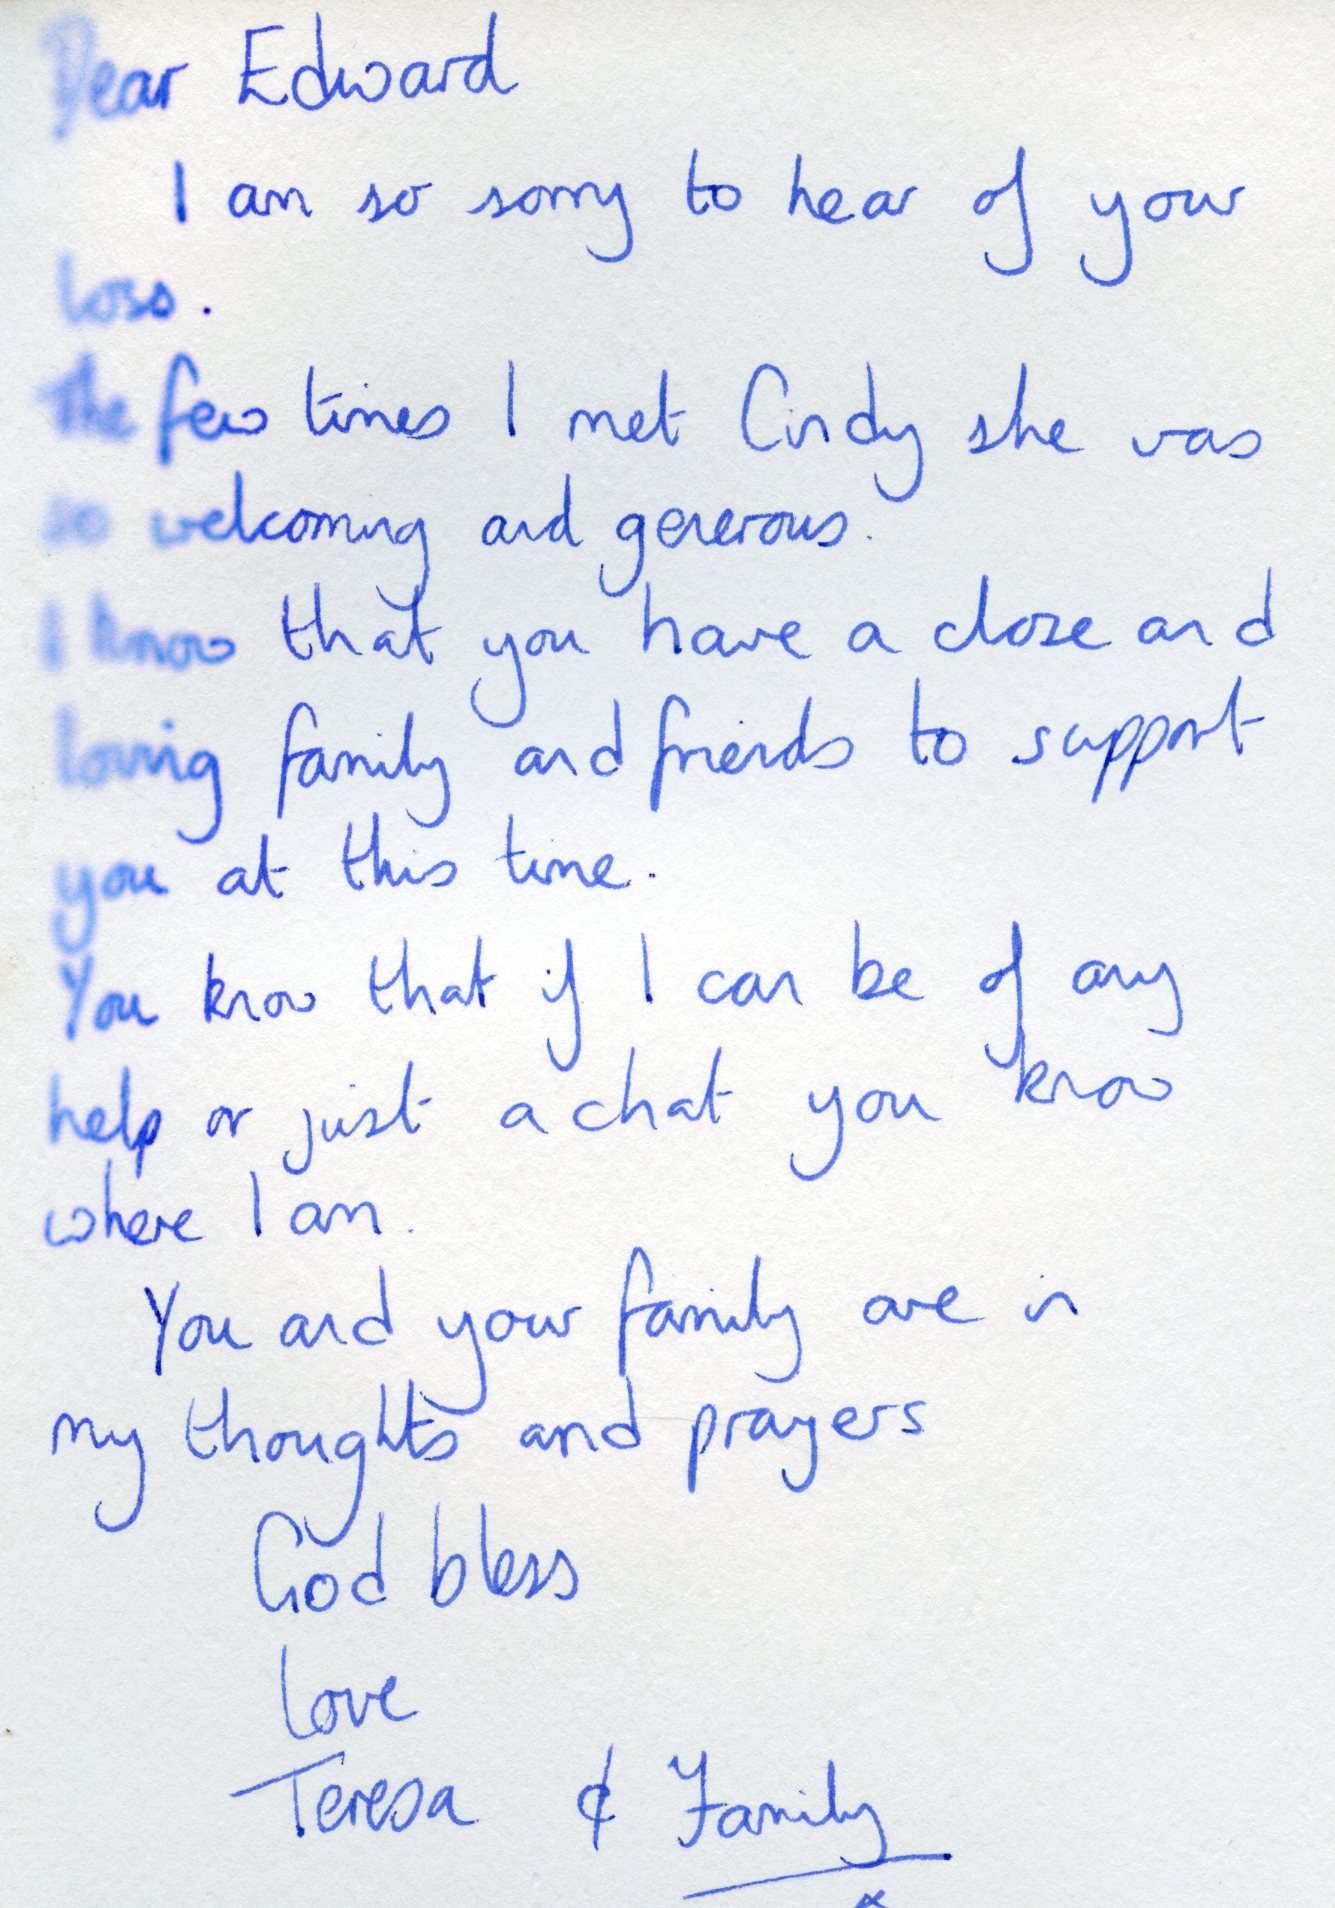 Dear Edward
I am so sorry to hear of your
loss.
The few times I met Cindy she was
so welcoming and generous.
I know that you have a close and
loving family and friends to support
you at this time.
You know that if I can be of any
help or just a chat you know
where I am.
You and your family are in
my thoughts and prayers
God bless
Love
Teresa & Family
x